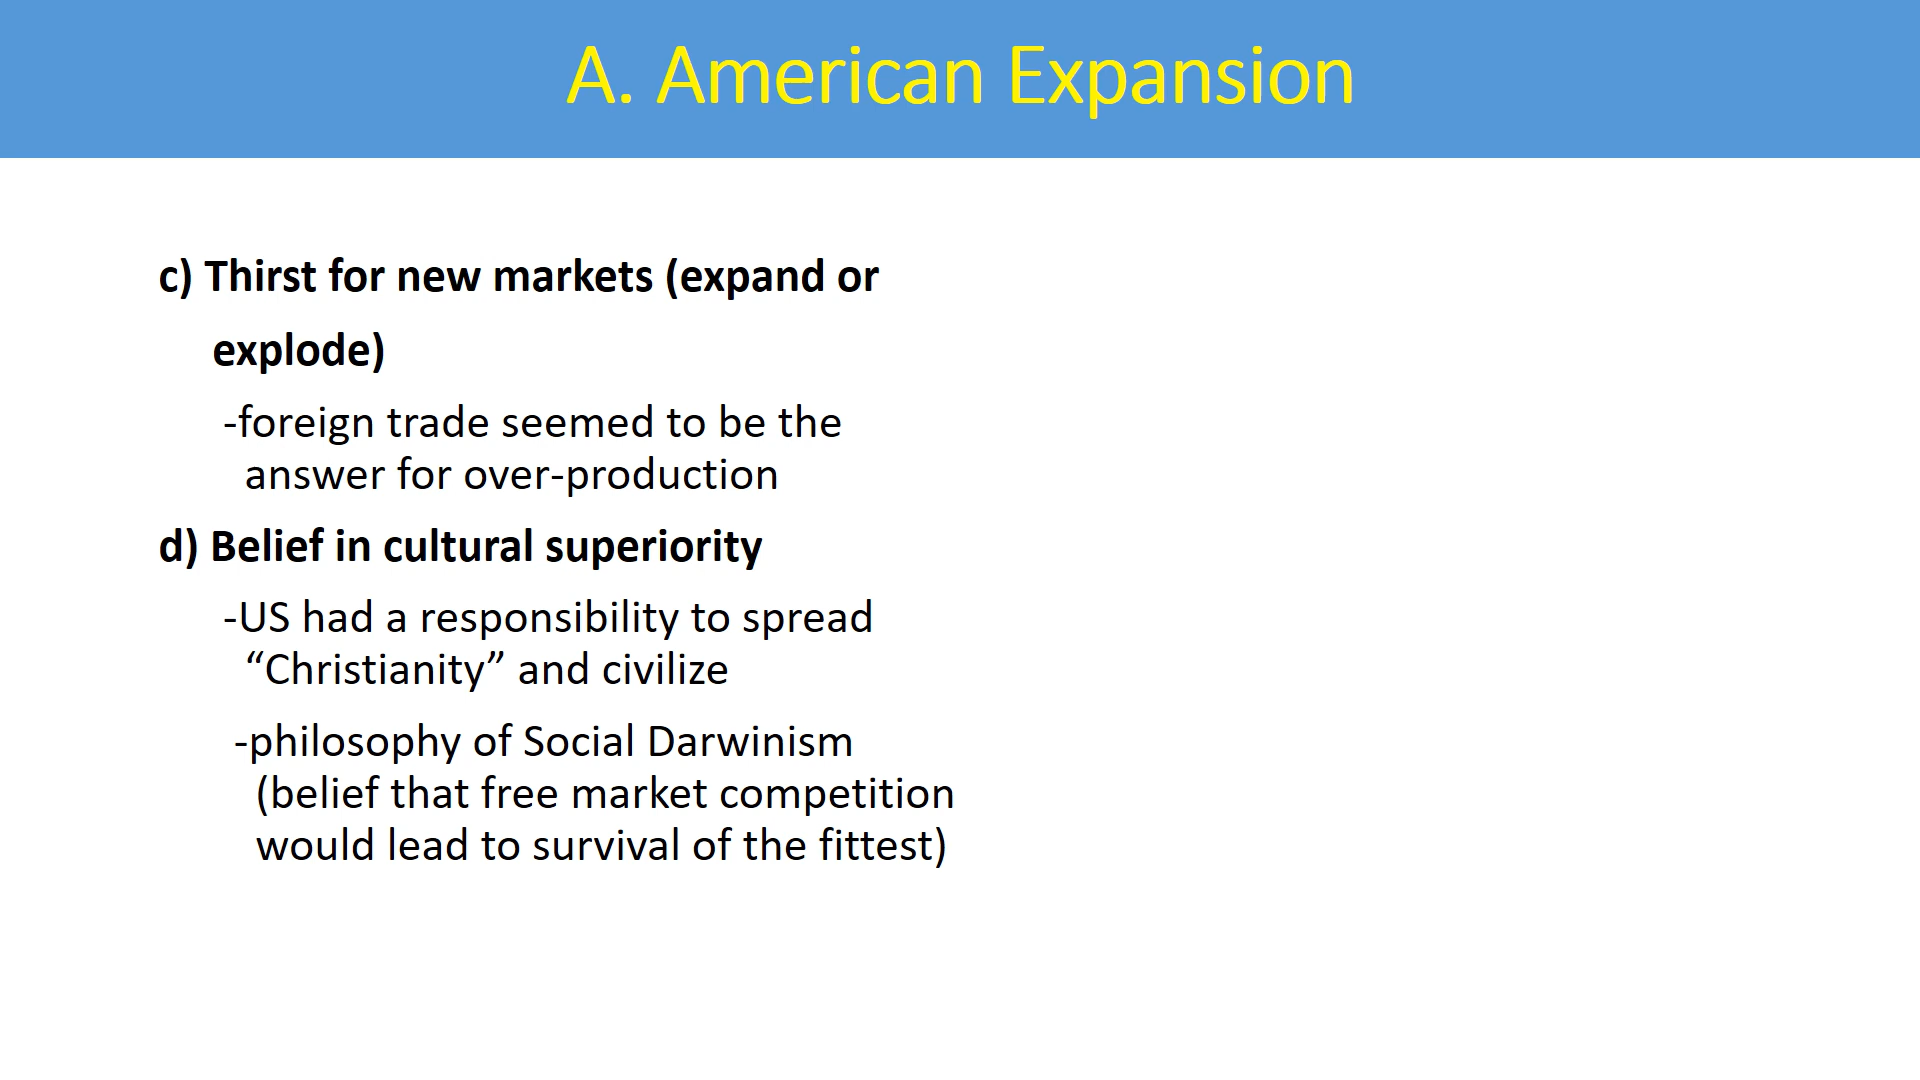 A. American Expansion
c) Thirst for new markets (expand or
explode)
-foreign trade seemed to be the
answer for over-production
d) Belief in cultural superiority
-US had a responsibility to spread
“Christianity” and civilize
-philosophy of Social Darwinism
(belief that free market competition
would lead to survival of the fittest)